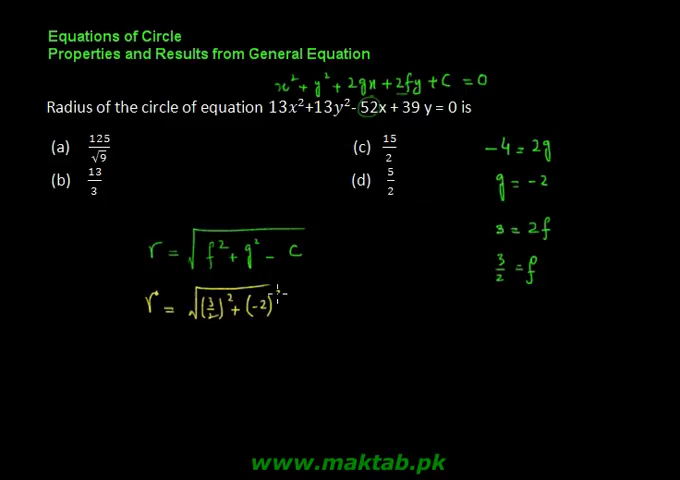 Equations of Circle
Properties and Results from General Equation
x² + y² + 2gx + 2fy + c = 0
Radius of the circle of equation 13x²+13y²- 52x + 39 y = 0 is
(a) 125/√9
(c) 15/2
(b) 13/3
(d) 5/2
-4 = 2g
g = -2
3 = 2f
3/2 = f
r = √(f² + g² - c)
r = √((3/2)² + (-2)² -
www.maktab.pk